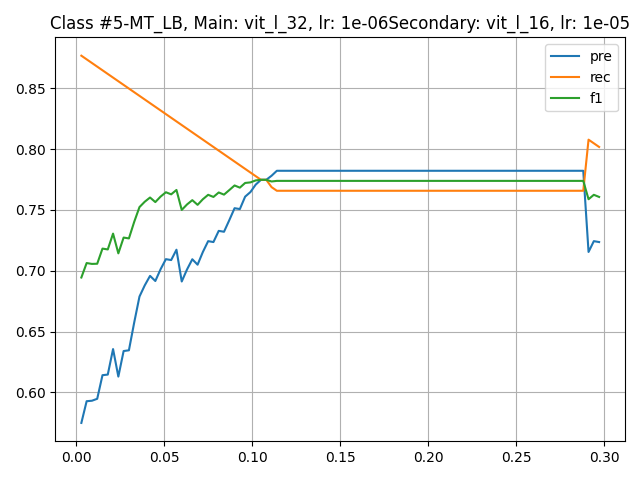 Class #5-MT_LB, Main: vit_l_32, lr: 1e-06Secondary: vit_l_16, lr: 1e-05
pre
rec
f1
0.85
0.80
0.75
0.70
0.65
0.60
0.00 0.05 0.10 0.15 0.20 0.25 0.30